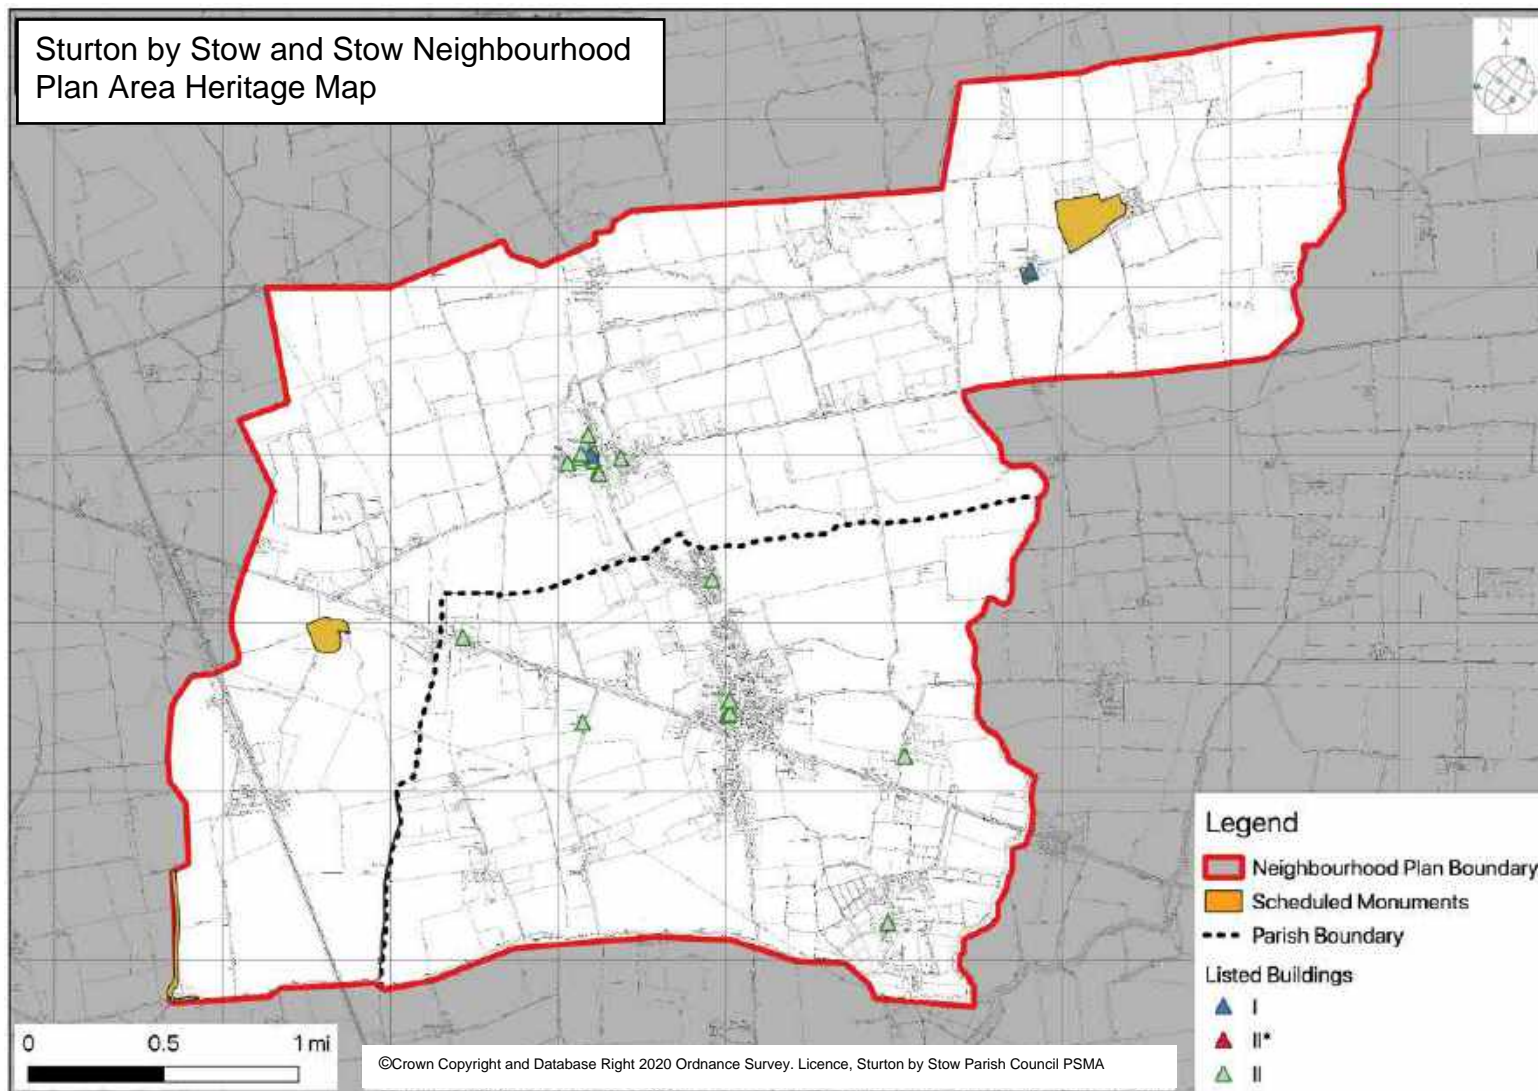 Sturton by Stow and Stow Neighbourhood
Plan Area Heritage Map
N
Legend
Neighbourhood Plan Boundary
Scheduled Monuments
Parish Boundary
Listed Buildings
I
II*
II
0 0.5 1 mi
©Crown Copyright and Database Right 2020 Ordnance Survey. Licence, Sturton by Stow Parish Council PSMA